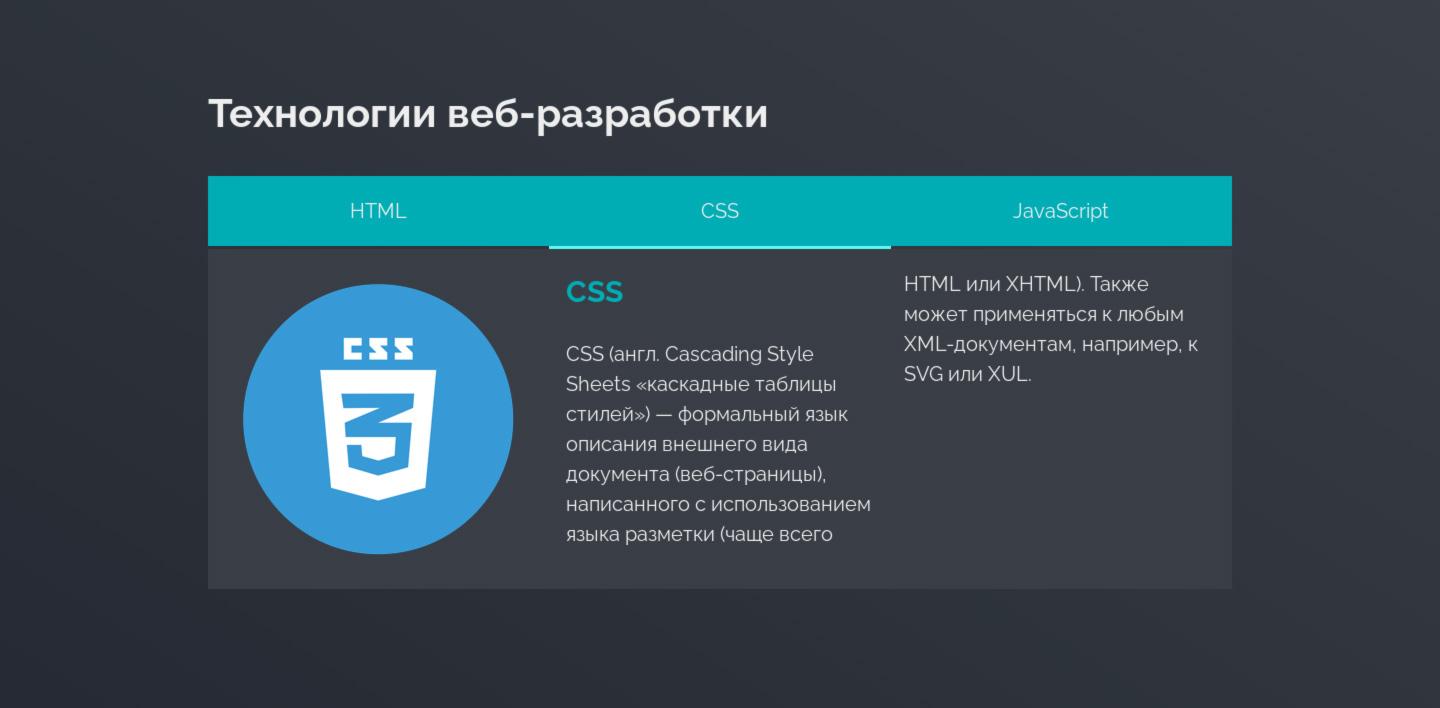 Технологии веб-разработки
HTML
CSS
JavaScript
CSS
3
CSS
CSS (англ. Cascading Style
Sheets «каскадные таблицы
стилей») — формальный язык
описания внешнего вида
документа (веб-страницы),
написанного с использованием
языка разметки (чаще всего
HTML или XHTML). Также
может применяться к любым
XML-документам, например, к
SVG или XUL.